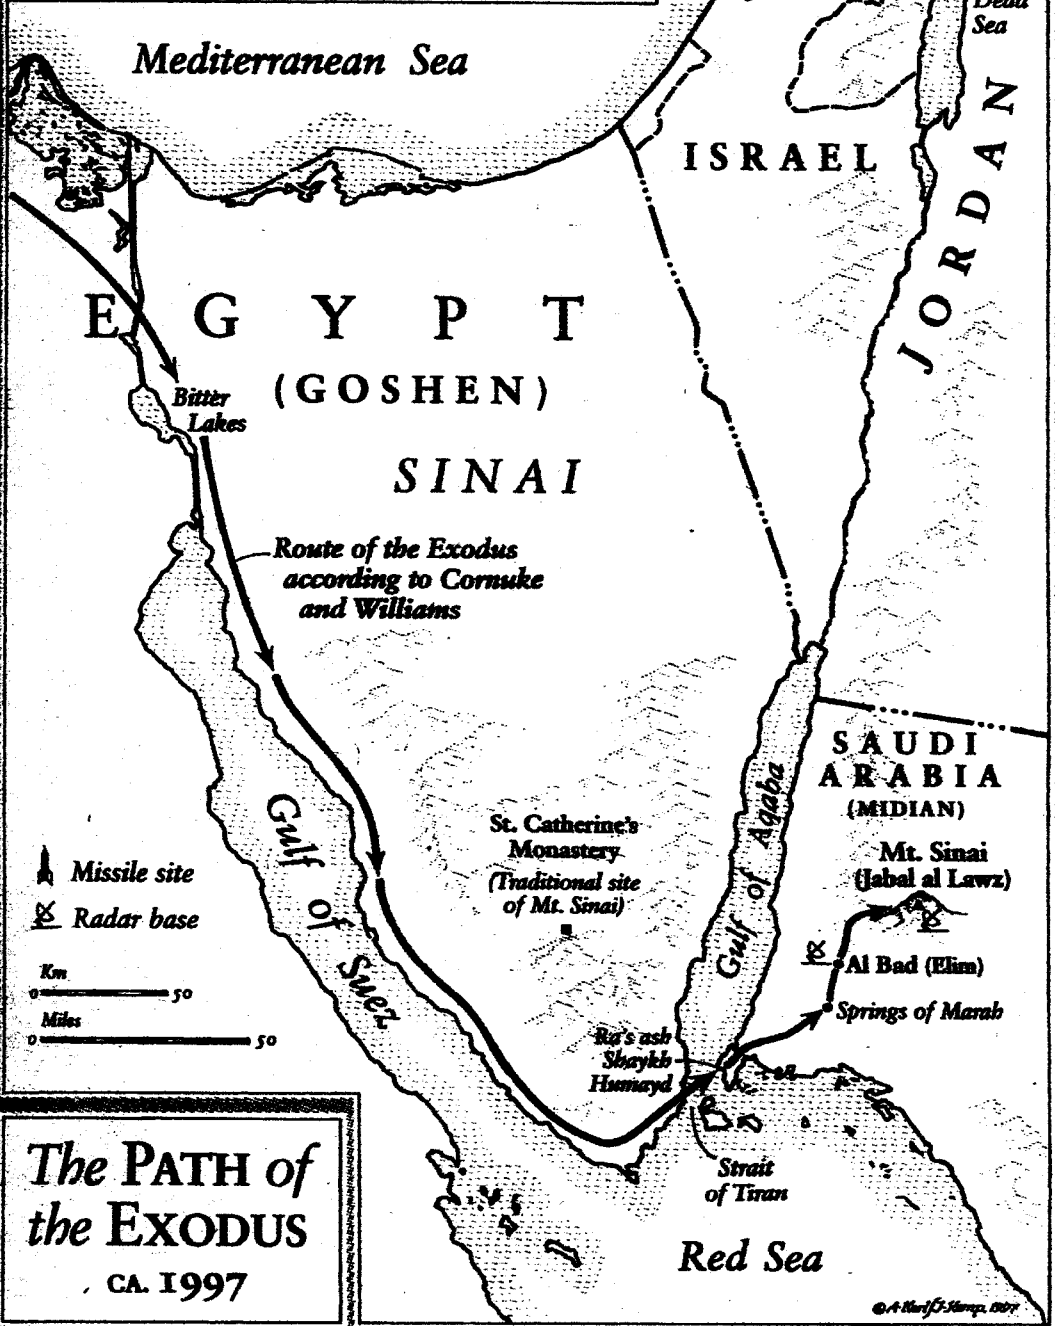 Mediterranean Sea
Dead
Sea
ISRAEL
JORDAN
EGYPT
(GOSHEN)
Bitter
Lakes
SINAI
Route of the Exodus
according to Cornuke
and Williams
SAUDI
ARABIA
(MIDIAN)
Gulf of Aqaba
St. Catherine's
Monastery
(Traditional site
of Mt. Sinai)
Mt. Sinai
(Jabal al Lawz)
Gulf of Suez
Missile site
Radar base
Km
0 50
Miles
0 50
Al Bad (Elim)
Springs of Marah
Ra's ash
Shaykh
Humayd
Strait
of Tiran
Red Sea
The PATH of
the EXODUS
CA. 1997